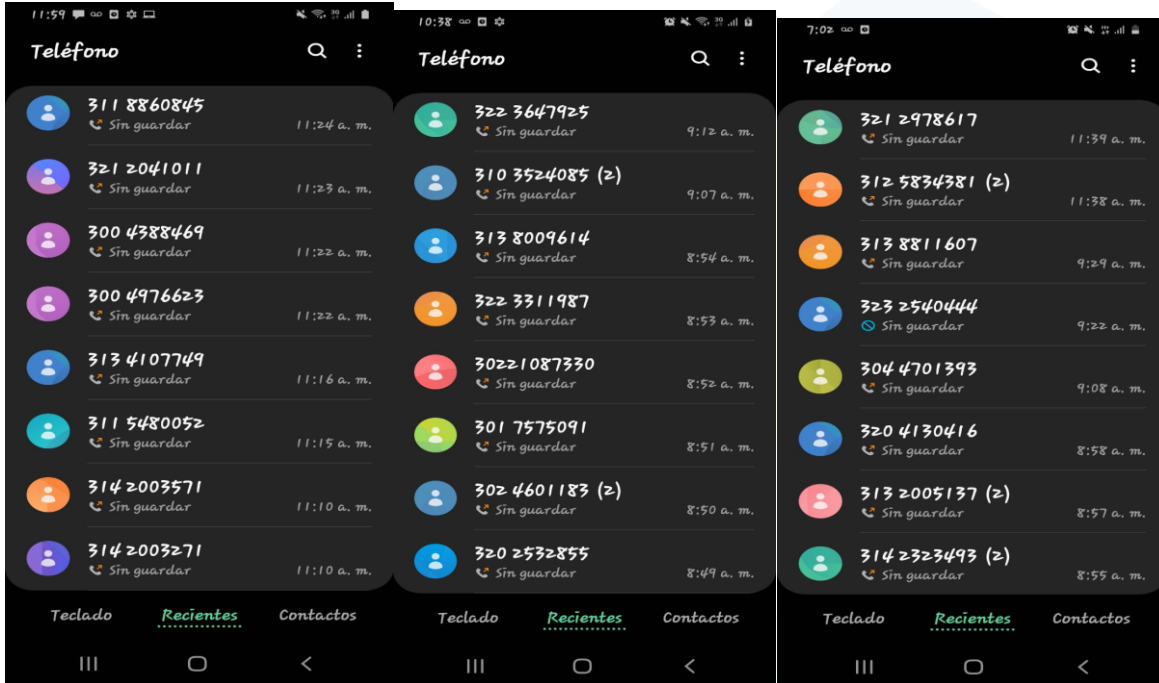 11:59
Teléfono
311 8860845
Sin guardar 11:24 a. m.
321 2041011
Sin guardar 11:23 a. m.
300 4388469
Sin guardar 11:22 a. m.
300 4976623
Sin guardar 11:22 a. m.
313 4107749
Sin guardar 11:16 a. m.
311 5480052
Sin guardar 11:15 a. m.
314 2003571
Sin guardar 11:10 a. m.
314 2003271
Sin guardar 11:10 a. m.
Teclado Recientes Contactos
10:38
Teléfono
322 3647925
Sin guardar 9:12 a. m.
310 3524085 (2)
Sin guardar 9:07 a. m.
313 8009614
Sin guardar 8:54 a. m.
322 3311987
Sin guardar 8:53 a. m.
30221087330
Sin guardar 8:52 a. m.
301 7575091
Sin guardar 8:51 a. m.
302 4601183 (2)
Sin guardar 8:50 a. m.
320 2532855
Sin guardar 8:49 a. m.
Teclado Recientes Contactos
7:02
Teléfono
321 2978617
Sin guardar 11:39 a. m.
312 5834381 (2)
Sin guardar 11:38 a. m.
313 8811607
Sin guardar 9:29 a. m.
323 2540444
Sin guardar 9:22 a. m.
304 4701393
Sin guardar 9:08 a. m.
320 4130416
Sin guardar 8:58 a. m.
313 2005137 (2)
Sin guardar 8:57 a. m.
314 2323493 (2)
Sin guardar 8:55 a. m.
Teclado Recientes Contactos